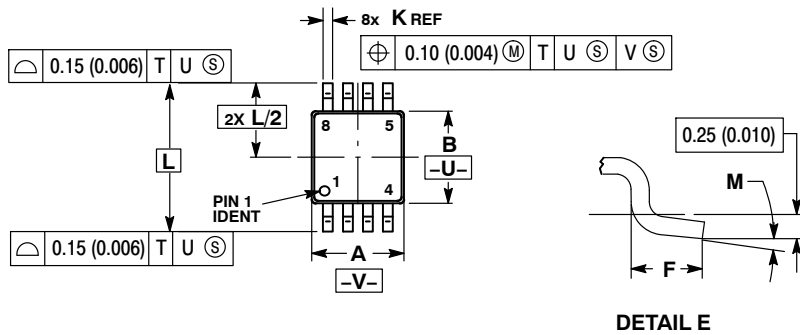 8x K REF
⌖ 0.10 (0.004) Ⓜ T U Ⓢ V Ⓢ
⌓ 0.15 (0.006) T U Ⓢ
2X L/2
L
8 5
B
-U-
PIN 1
IDENT
1 4
⌓ 0.15 (0.006) T U Ⓢ
A
-V-
0.25 (0.010)
M
F
DETAIL E